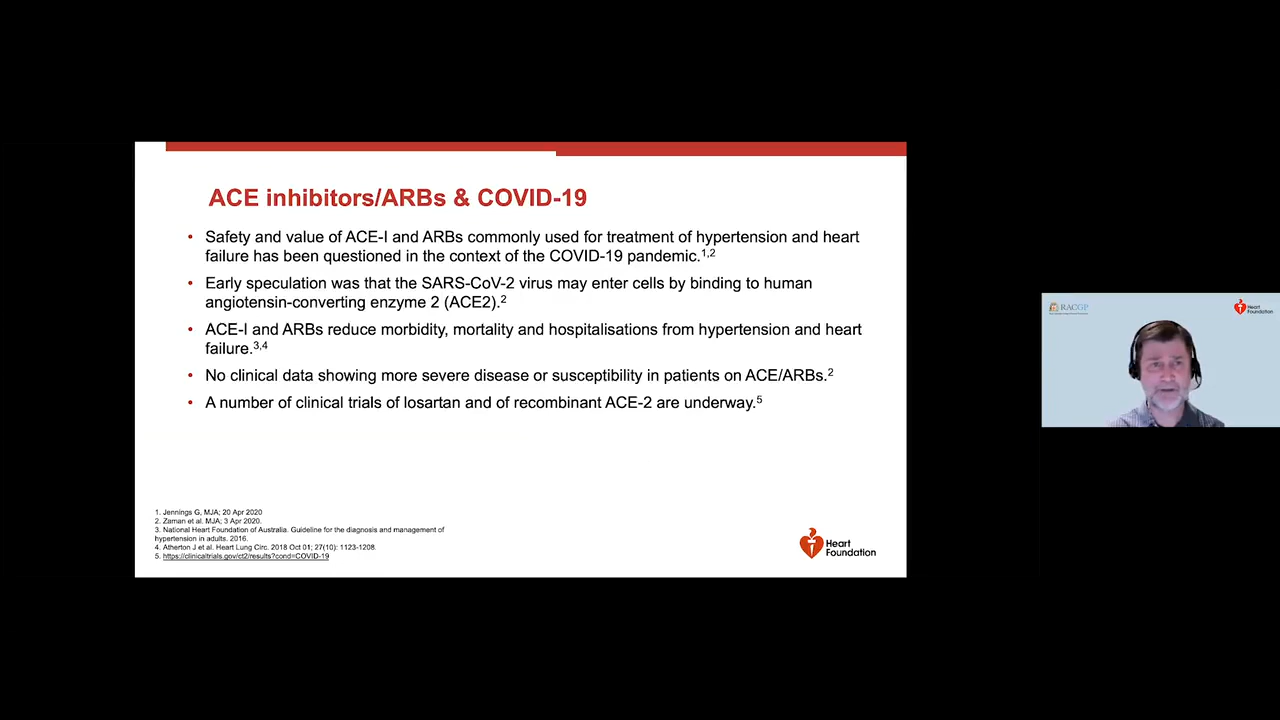 ACE inhibitors/ARBs & COVID-19
• Safety and value of ACE-I and ARBs commonly used for treatment of hypertension and heart
failure has been questioned in the context of the COVID-19 pandemic.1,2
• Early speculation was that the SARS-CoV-2 virus may enter cells by binding to human
angiotensin-converting enzyme 2 (ACE2).2
• ACE-I and ARBs reduce morbidity, mortality and hospitalisations from hypertension and heart
failure.3,4
• No clinical data showing more severe disease or susceptibility in patients on ACE/ARBs.2
• A number of clinical trials of losartan and of recombinant ACE-2 are underway.5
1. Jennings G, MJA; 20 Apr 2020
2. Zaman et al. MJA; 3 Apr 2020.
3. National Heart Foundation of Australia. Guideline for the diagnosis and management of
hypertension in adults. 2016.
4. Atherton J et al. Heart Lung Circ. 2018 Oct 01; 27(10): 1123-1208.
5. https://clinicaltrials.gov/ct2/results?cond=COVID-19
Heart
Foundation
RACGP
Heart
Foundation